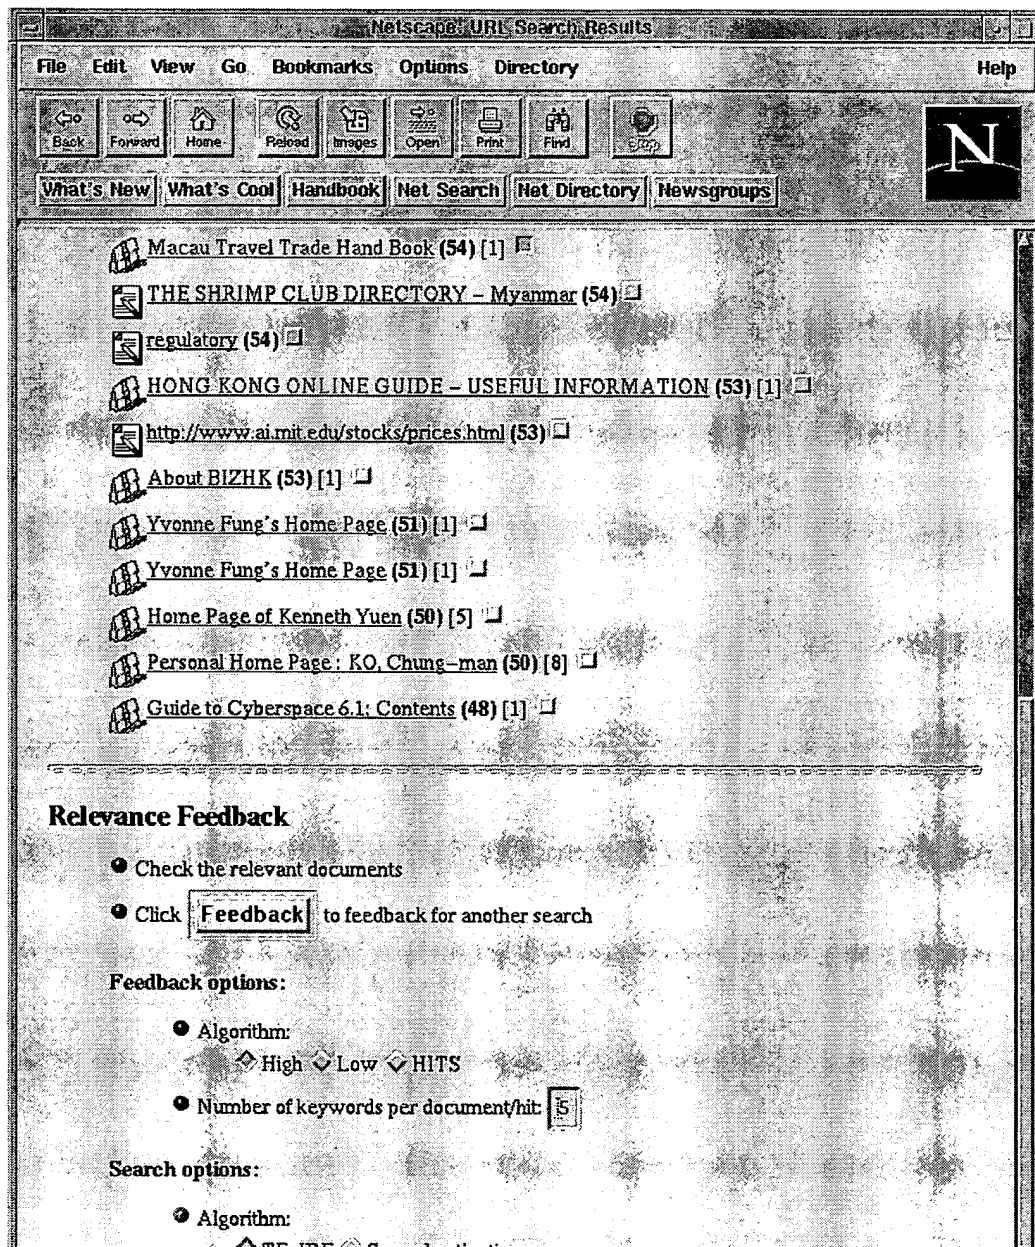 Netscape: URL Search Results
File Edit View Go Bookmarks Options Directory Help
Back Forward Home Reload Images Open Print Find Stop
N
What's New What's Cool Handbook Net Search Net Directory Newsgroups
Macau Travel Trade Hand Book (54) [1]
THE SHRIMP CLUB DIRECTORY – Myanmar (54)
regulatory (54)
HONG KONG ONLINE GUIDE – USEFUL INFORMATION (53) [1]
http://www.ai.mit.edu/stocks/prices.html (53)
About BIZHK (53) [1]
Yvonne Fung's Home Page (51) [1]
Yvonne Fung's Home Page (51) [1]
Home Page of Kenneth Yuen (50) [5]
Personal Home Page : KO, Chung–man (50) [8]
Guide to Cyberspace 6.1: Contents (48) [1]
Relevance Feedback
Check the relevant documents
Click Feedback to feedback for another search
Feedback options:
Algorithm:
High Low HITS
Number of keywords per document/hit: 5
Search options:
Algorithm: